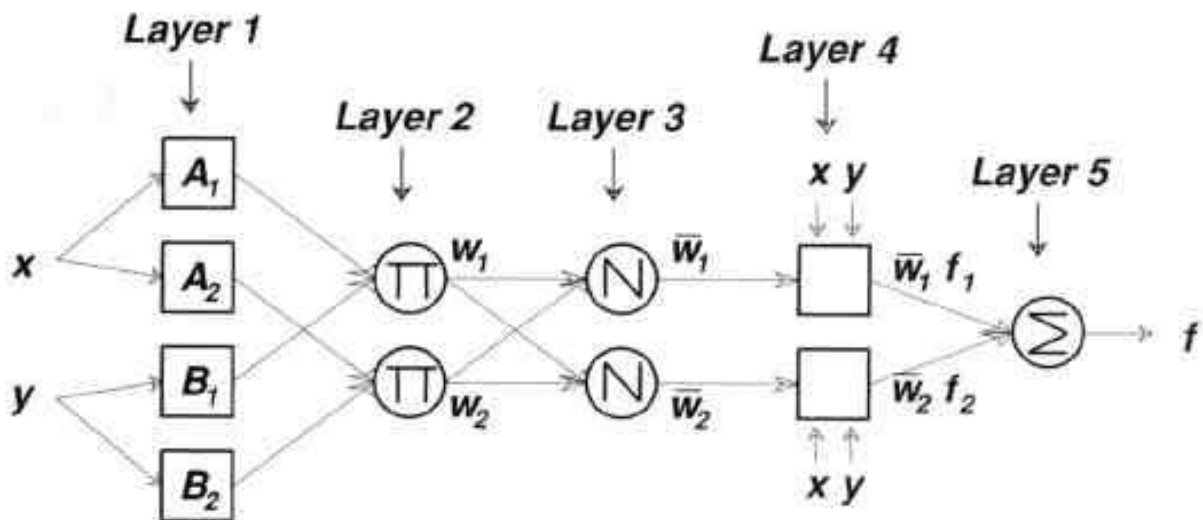 Layer 1
Layer 4
Layer 2 Layer 3
x y Layer 5
A₁
w₁ w̅₁
x Π N w̅₁ f₁
A₂
Σ f
B₁ Π N w̅₂ f₂
y w₂ w̅₂
B₂ x y